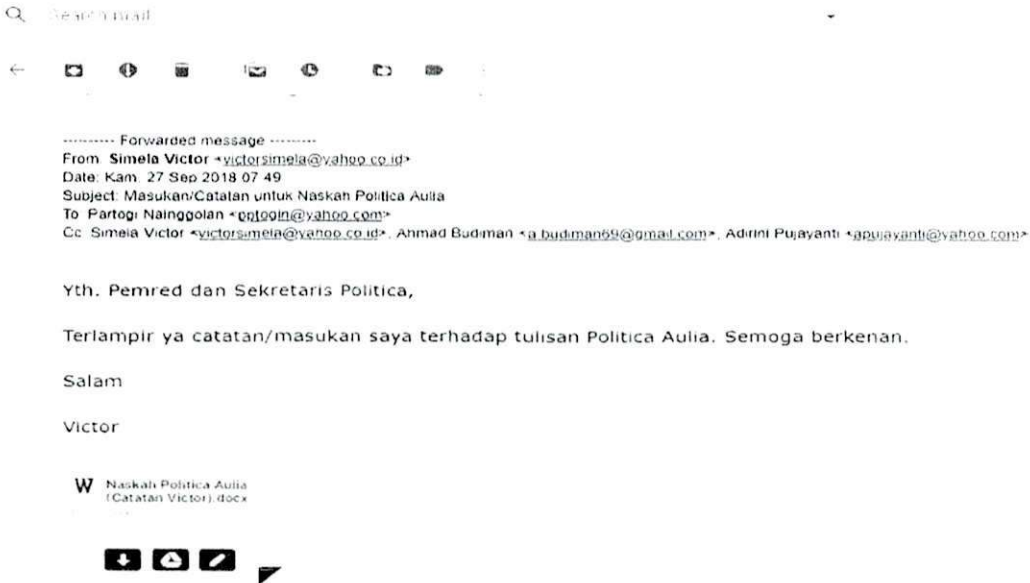 Search mail
---------- Forwarded message ---------
From: Simela Victor <victorsimela@yahoo.co.id>
Date: Kam, 27 Sep 2018 07.49
Subject: Masukan/Catatan untuk Naskah Politica Aulia
To: Partogi Nainggolan <pptogin@yahoo.com>
Cc: Simela Victor <victorsimela@yahoo.co.id>, Ahmad Budiman <a.budiman69@gmail.com>, Adirini Pujayanti <apujayanti@yahoo.com>
Yth. Pemred dan Sekretaris Politica,
Terlampir ya catatan/masukan saya terhadap tulisan Politica Aulia. Semoga berkenan.
Salam
Victor
W Naskah Politica Aulia
(Catatan Victor).docx